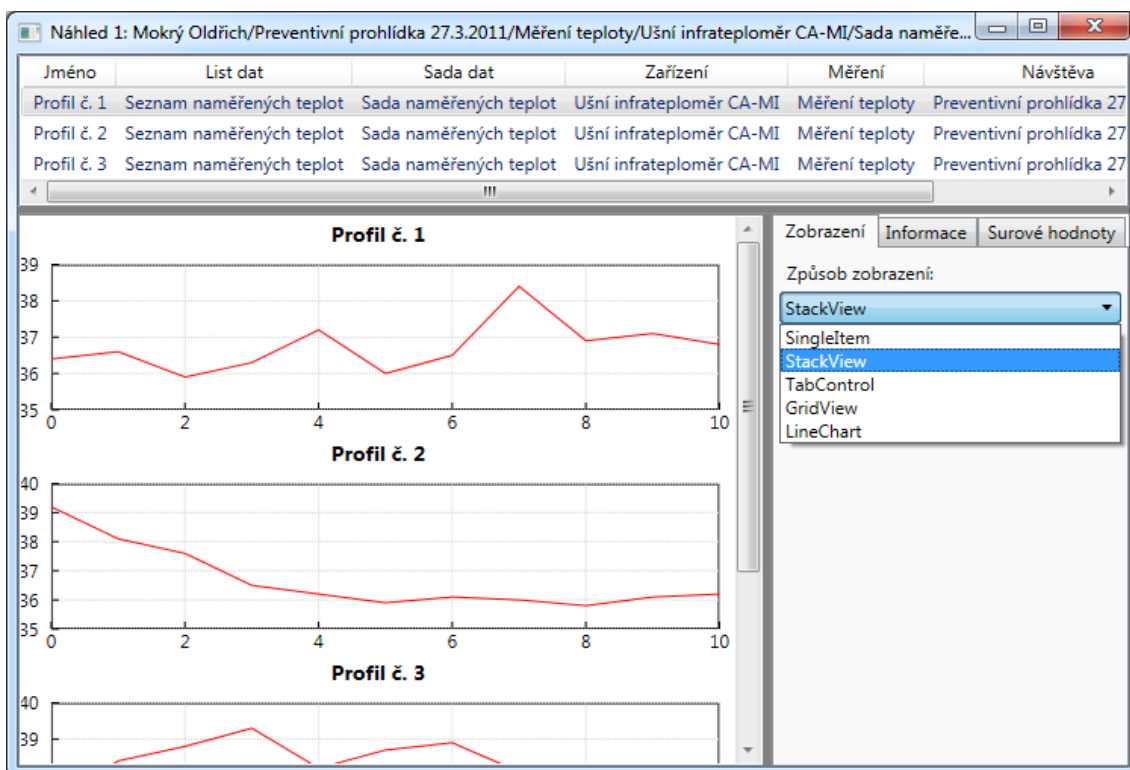 Náhled 1: Mokrý Oldřich/Preventivní prohlídka 27.3.2011/Měření teploty/Ušní infrateploměr CA-MI/Sada naměře...
Jméno List dat Sada dat Zařízení Měření Návštěva
Profil č. 1 Seznam naměřených teplot Sada naměřených teplot Ušní infrateploměr CA-MI Měření teploty Preventivní prohlídka 27
Profil č. 2 Seznam naměřených teplot Sada naměřených teplot Ušní infrateploměr CA-MI Měření teploty Preventivní prohlídka 27
Profil č. 3 Seznam naměřených teplot Sada naměřených teplot Ušní infrateploměr CA-MI Měření teploty Preventivní prohlídka 27
Profil č. 1
39
38
37
36
35
0 2 4 6 8 10
Profil č. 2
40
39
38
37
36
35
0 2 4 6 8 10
Profil č. 3
40
39
Zobrazení Informace Surové hodnoty
Způsob zobrazení:
StackView
SingleItem
StackView
TabControl
GridView
LineChart